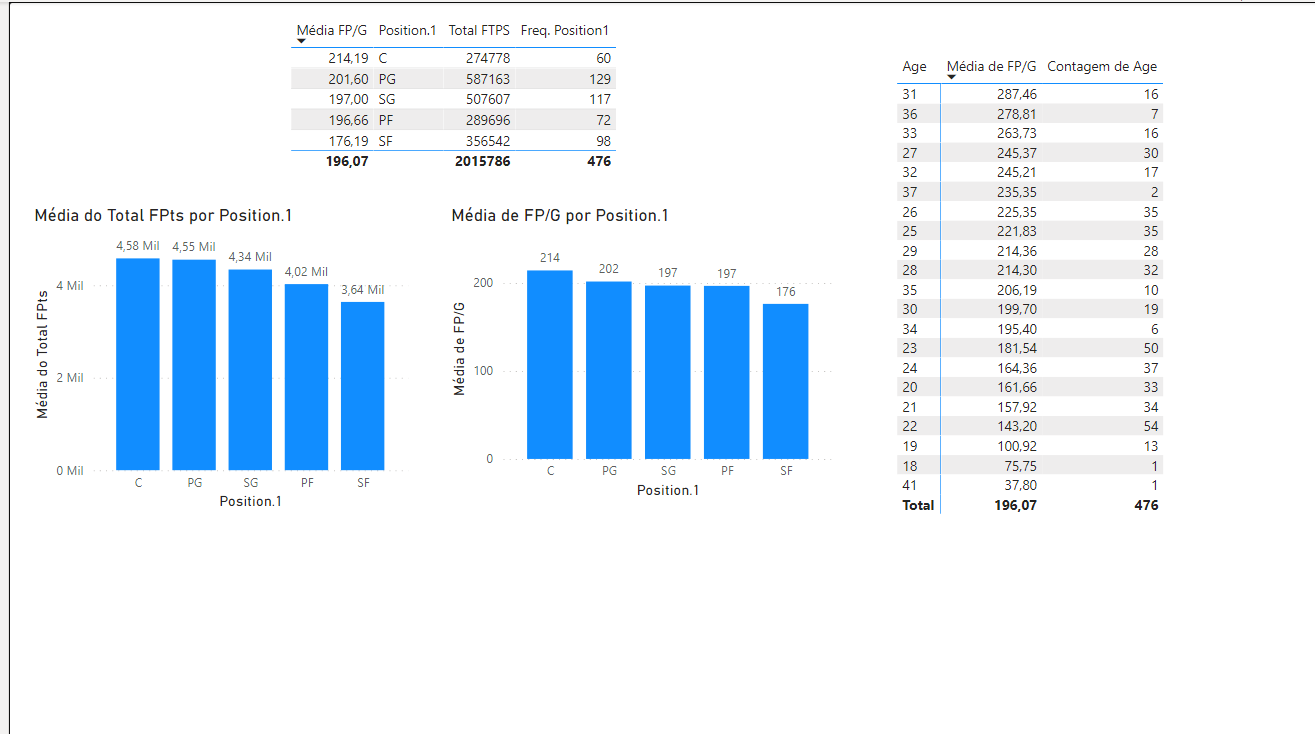 Média FP/G Position.1 Total FTPS Freq. Position1
214,19 C 274778 60
201,60 PG 587163 129
197,00 SG 507607 117
196,66 PF 289696 72
176,19 SF 356542 98
196,07 2015786 476
Média do Total FPts por Position.1
4,58 Mil 4,55 Mil 4,34 Mil 4,02 Mil 3,64 Mil
4 Mil
2 Mil
0 Mil
Média do Total FPts
C PG SG PF SF
Position.1
Média de FP/G por Position.1
214 202 197 197 176
200
100
0
Média de FP/G
C PG SG PF SF
Position.1
Age Média de FP/G Contagem de Age
31 287,46 16
36 278,81 7
33 263,73 16
27 245,37 30
32 245,21 17
37 235,35 2
26 225,35 35
25 221,83 35
29 214,36 28
28 214,30 32
35 206,19 10
30 199,70 19
34 195,40 6
23 181,54 50
24 164,36 37
20 161,66 33
21 157,92 34
22 143,20 54
19 100,92 13
18 75,75 1
41 37,80 1
Total 196,07 476